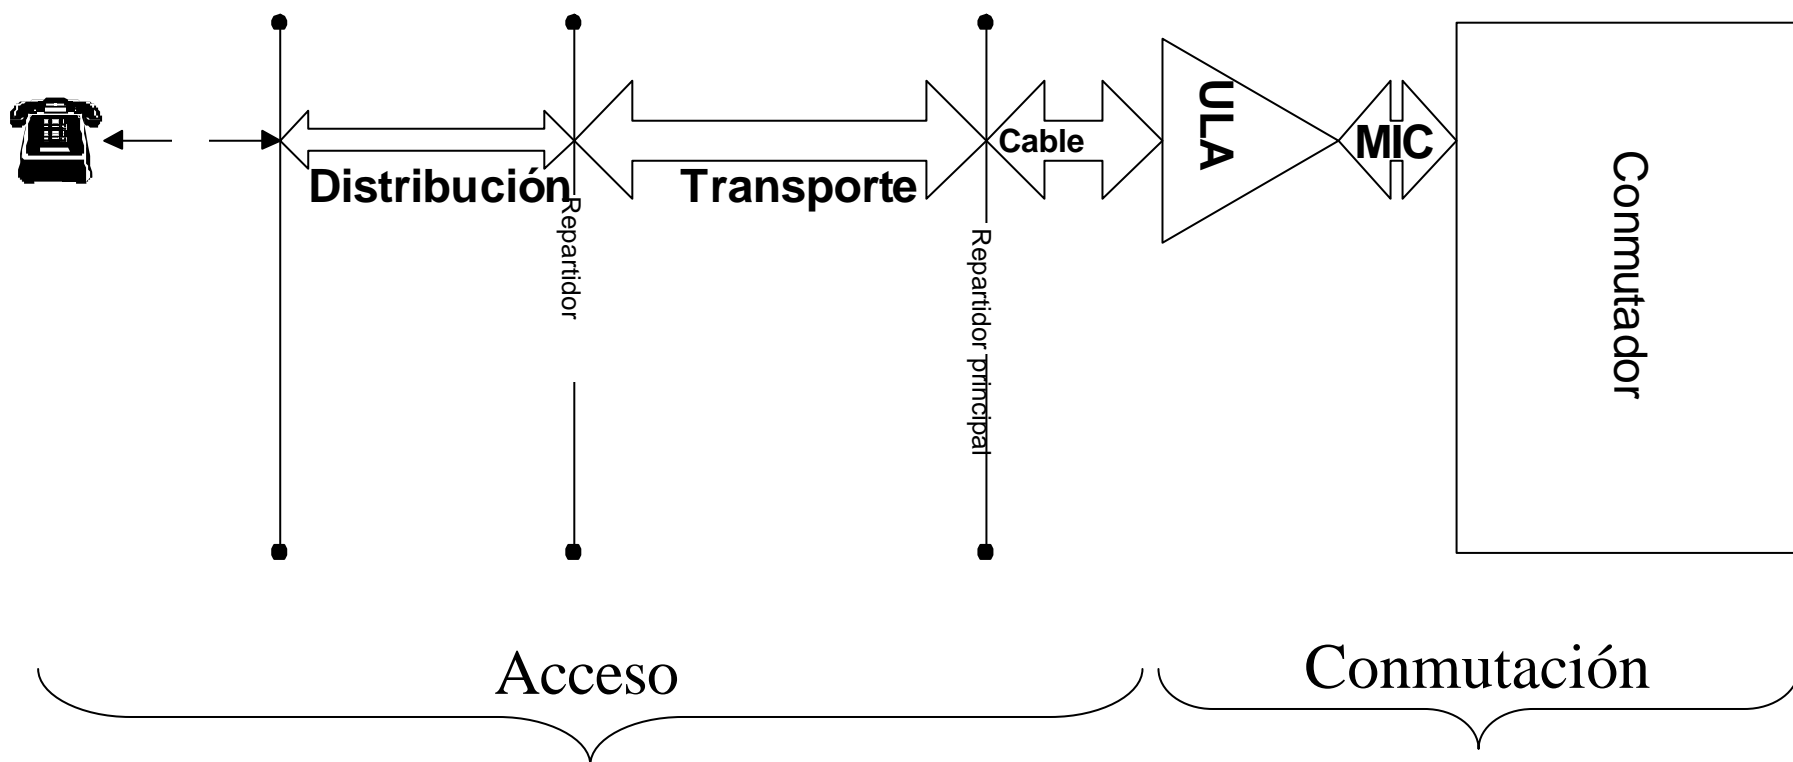 Cable
ULA
MIC
Distribución
Transporte
Repartidor
Repartidor principal
Conmutador
Acceso
Conmutación